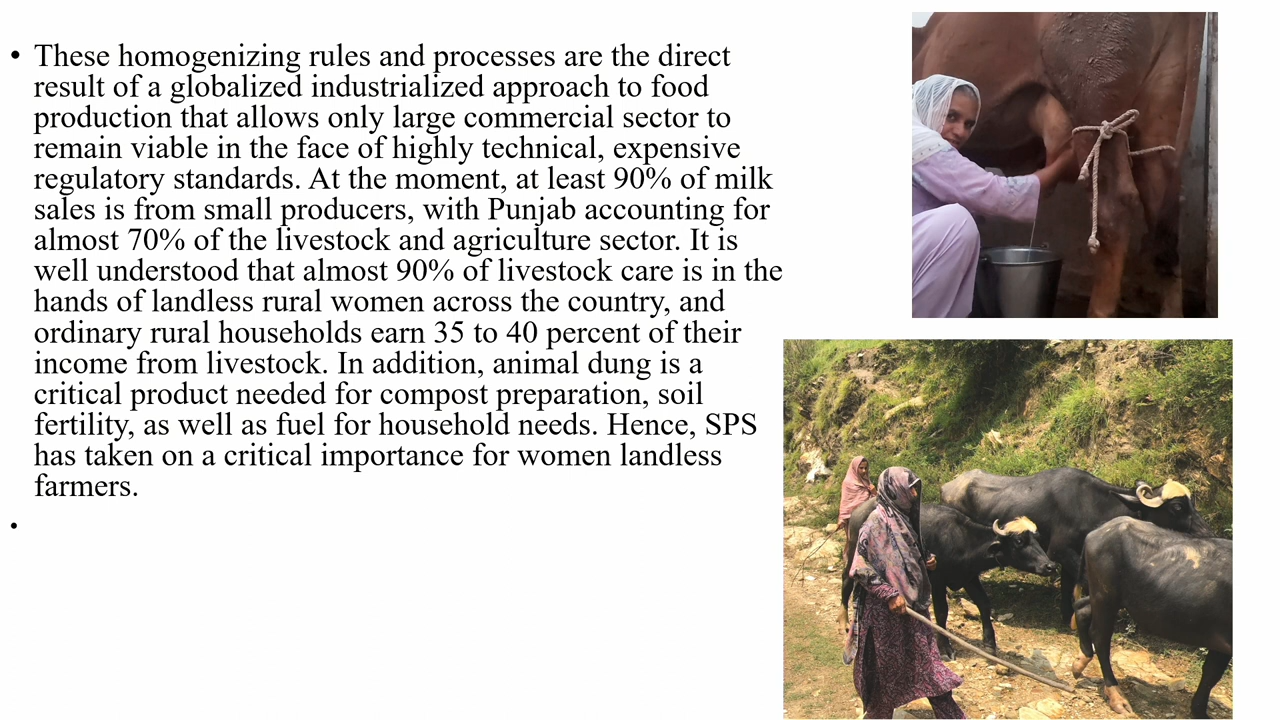 • These homogenizing rules and processes are the direct
result of a globalized industrialized approach to food
production that allows only large commercial sector to
remain viable in the face of highly technical, expensive
regulatory standards. At the moment, at least 90% of milk
sales is from small producers, with Punjab accounting for
almost 70% of the livestock and agriculture sector. It is
well understood that almost 90% of livestock care is in the
hands of landless rural women across the country, and
ordinary rural households earn 35 to 40 percent of their
income from livestock. In addition, animal dung is a
critical product needed for compost preparation, soil
fertility, as well as fuel for household needs. Hence, SPS
has taken on a critical importance for women landless
farmers.
•